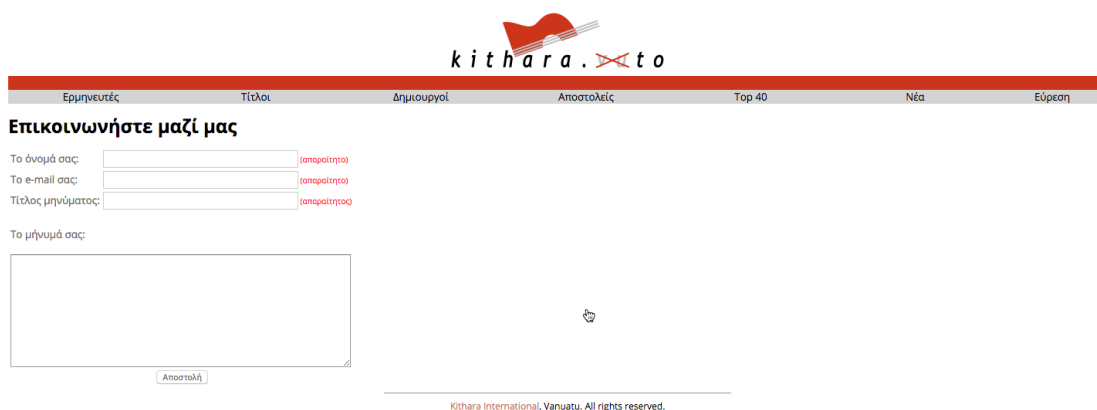 kithara.to
Ερμηνευτές Τίτλοι Δημιουργοί Αποστολείς Top 40 Νέα Εύρεση
Επικοινωνήστε μαζί μας
Το όνομά σας: (απαραίτητο)
Το e-mail σας: (απαραίτητο)
Τίτλος μηνύματος: (απαραίτητος)
Το μήνυμά σας:
Αποστολή
Kithara International, Vanuatu. All rights reserved.